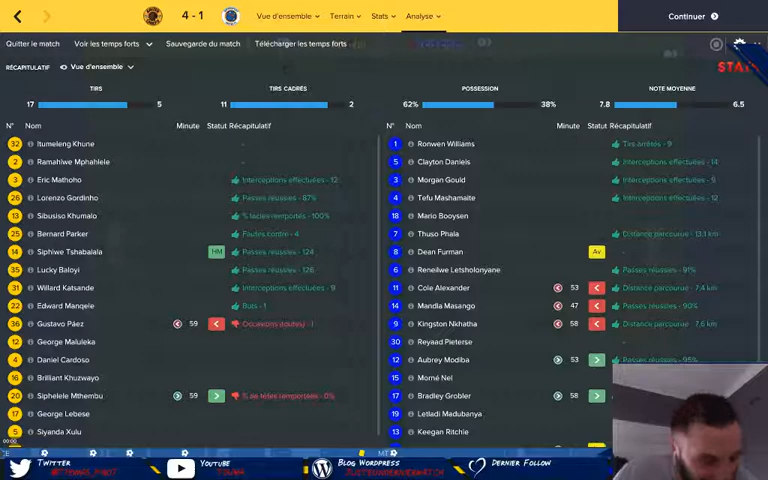 4 - 1 Vue d'ensemble Terrain Stats Analyse Continuer
Quitter le match Voir les temps forts Sauvegarde du match Télécharger les temps forts
RÉCAPITULATIF Vue d'ensemble
TIRS TIRS CADRÉS POSSESSION NOTE MOYENNE
17 5 11 2 62% 38% 7.8 6.5
N° Nom Minute Statut Récapitulatif N° Nom Minute Statut Récapitulatif
32 Itumeleng Khune - 1 Ronwen Williams Tirs arrêtés - 9
2 Ramahlwe Mphahlele - 5 Clayton Daniels Interceptions effectuées - 14
3 Eric Mathoho Interceptions effectuées - 12 3 Morgan Gould Interceptions effectuées - 9
26 Lorenzo Gordinho Passes réussies - 87% 4 Tefu Mashamaite Interceptions effectuées - 12
13 Sibusiso Khumalo % tacles remportés - 100% 18 Mario Booysen
25 Bernard Parker Fautes contre - 4 7 Thuso Phala Distance parcourue - 13,1 km
14 Siphiwe Tshabalala HM Passes réussies - 124 8 Dean Furman Av -
35 Lucky Baloyi Passes réussies - 126 6 Reneilwe Letsholonyane Passes réussies - 91%
31 Willard Katsande Interceptions effectuées - 9 11 Cole Alexander 53 Distance parcourue - 7,4 km
22 Edward Manqele Buts - 1 14 Mandla Masango 47 Passes réussies - 90%
36 Gustavo Páez 59 9 Kingston Nkhatha 58 Distance parcourue - 7,6 km
12 George Maluleka 30 Reyaad Pieterse
4 Daniel Cardoso 12 Aubrey Modiba 53 Passes réussies - 95%
16 Brilliant Khuzwayo 15 Morné Nel
20 Siphelele Mthembu 59 % de têtes remportées - 0% 17 Bradley Grobler 58
17 George Lebese 19 Letladi Madubanya
5 Siyanda Xulu 13 Keegan Ritchie
00:00
Twitter Youtube Blog Wordpress Dernier Follow